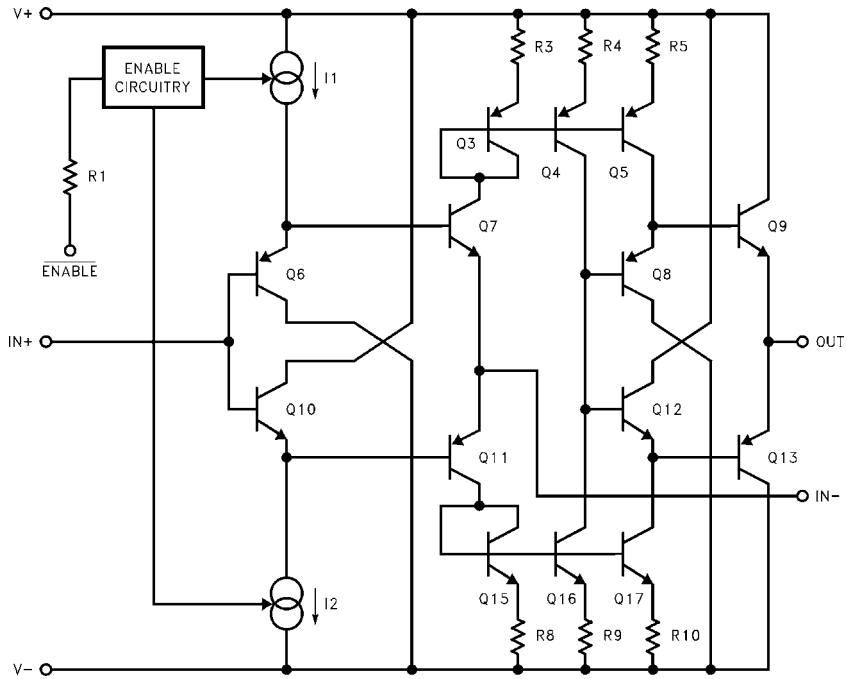 V+
R3
R4
R5
ENABLE
CIRCUITRY
I1
Q3
Q4
Q5
R1
Q7
Q9
ENABLE
Q6
Q8
IN+
OUT
Q10
Q12
Q11
Q13
IN-
I2
Q15
Q16
Q17
R8
R9
R10
V-